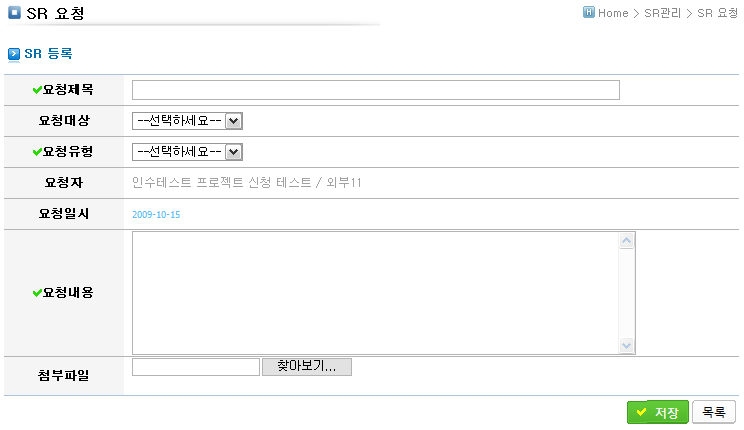 SR 요청
Home > SR관리 > SR 요청
SR 등록
요청제목
요청대상 --선택하세요--
요청유형 --선택하세요--
요청자 인수테스트 프로젝트 신청 테스트 / 외부11
요청일시 2009-10-15
요청내용
첨부파일 찾아보기...
저장 목록